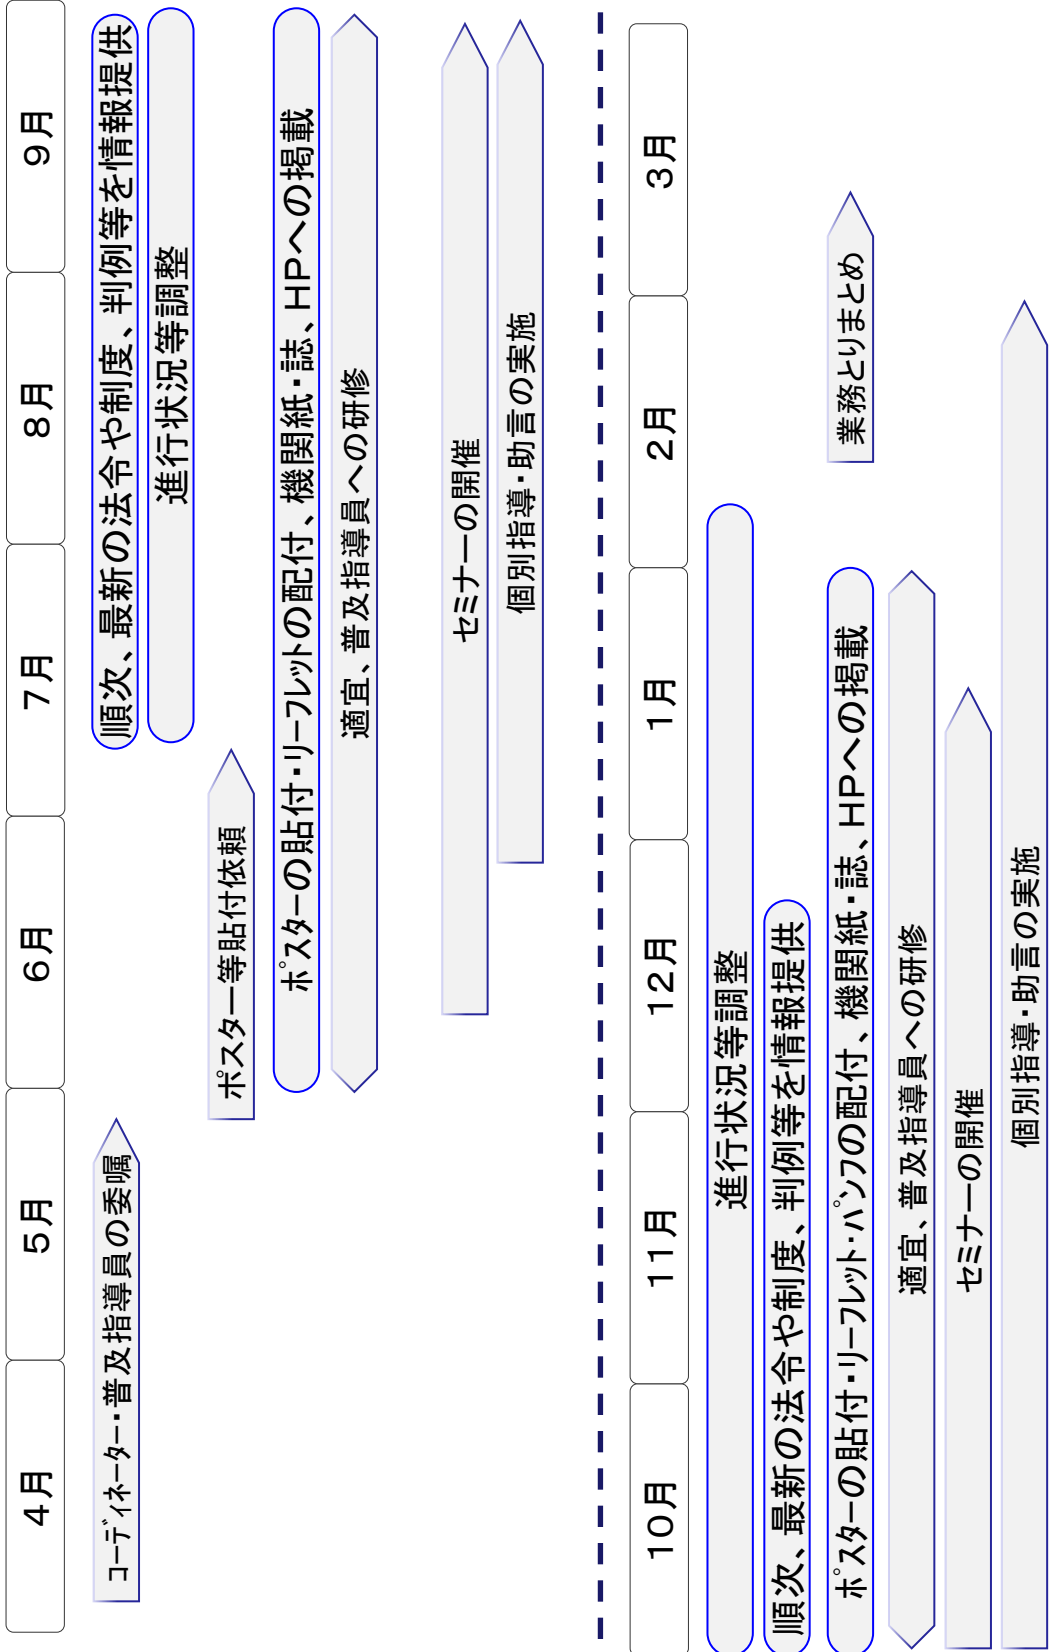 4月
5月
6月
7月
8月
9月
コーディネーター・普及指導員の委嘱
順次、最新の法令や制度、判例等を情報提供
進行状況等調整
ポスター等貼付依頼
ポスターの貼付・リーフレットの配付、機関紙・誌、HPへの掲載
適宜、普及指導員への研修
セミナーの開催
個別指導・助言の実施
10月
11月
12月
1月
2月
3月
進行状況等調整
順次、最新の法令や制度、判例等を情報提供
ポスターの貼付・リーフレット・パンフの配付、機関紙・誌、HPへの掲載
業務とりまとめ
適宜、普及指導員への研修
セミナーの開催
個別指導・助言の実施